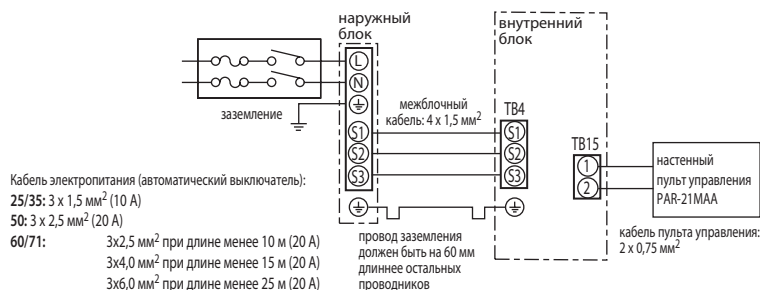 наружный
блок
внутренний
блок
L
N
заземление
межблочный
кабель: 4 x 1,5 мм²
TB4
S1
S2
S3
S1
S2
S3
TB15
1
2
настенный
пульт управления
PAR-21MAA
кабель пульта управления:
2 x 0,75 мм²
провод заземления
должен быть на 60 мм
длиннее остальных
проводников
Кабель электропитания (автоматический выключатель):
25/35: 3 x 1,5 мм² (10 А)
50: 3 x 2,5 мм² (20 А)
60/71: 3x2,5 мм² при длине менее 10 м (20 А)
3x4,0 мм² при длине менее 15 м (20 А)
3x6,0 мм² при длине менее 25 м (20 А)